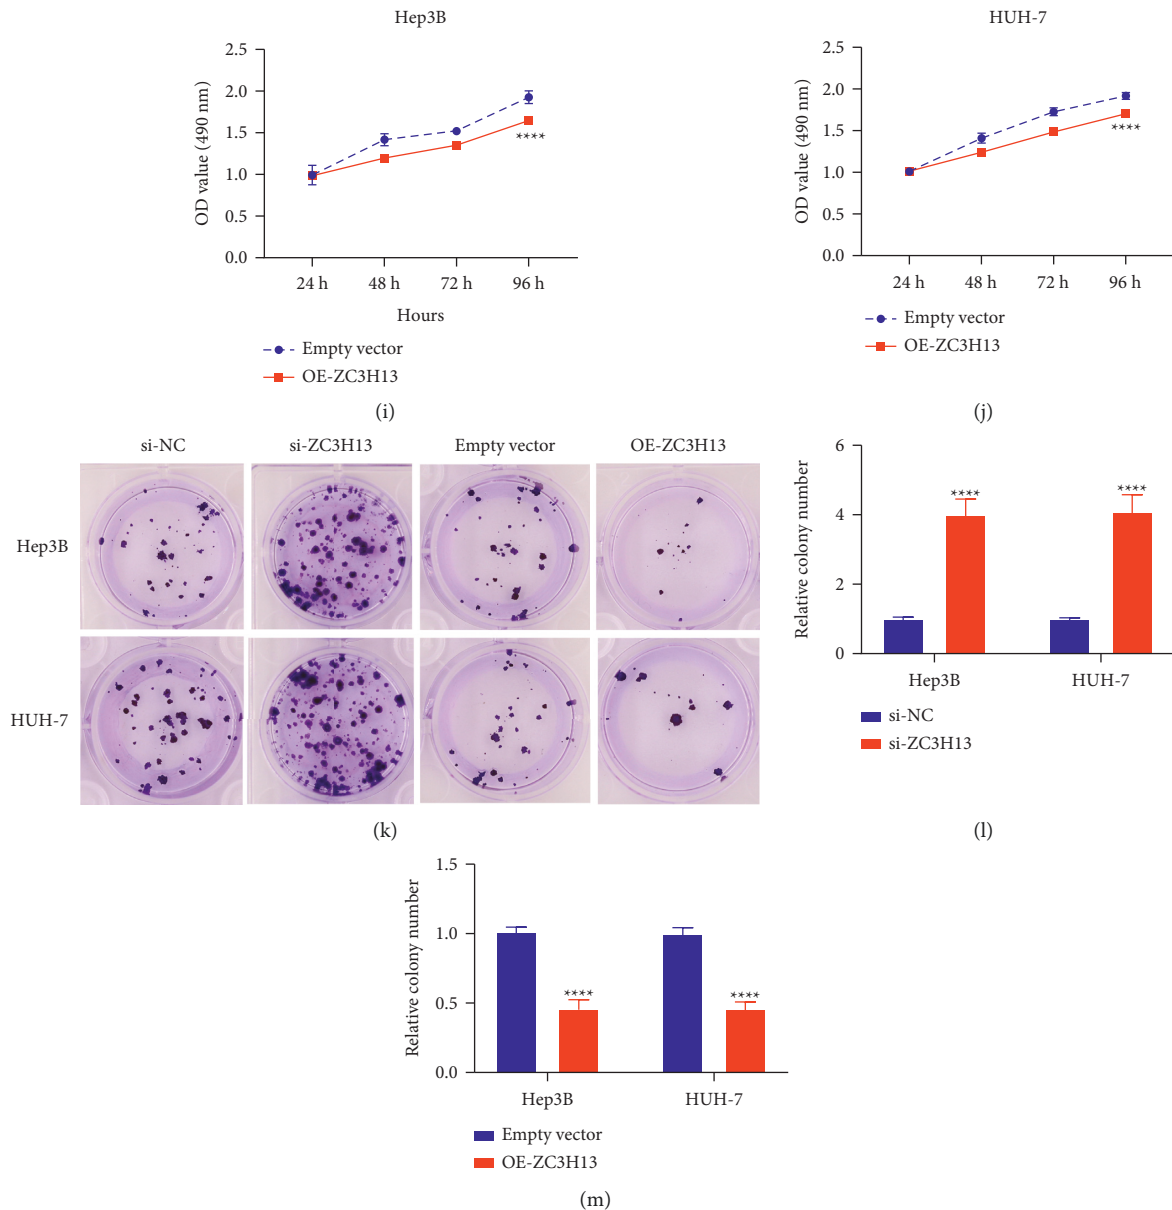 Hep3B
2.5
2.0
1.5
1.0
0.5
0.0
OD value (490 nm)
24 h 48 h 72 h 96 h
****
Hours
Empty vector
OE-ZC3H13
(i)
HUH-7
2.5
2.0
1.5
1.0
0.5
0.0
OD value (490 nm)
24 h 48 h 72 h 96 h
****
Empty vector
OE-ZC3H13
(j)
si-NC si-ZC3H13 Empty vector OE-ZC3H13
Hep3B
HUH-7
(k)
6
4
2
0
Relative colony number
**** ****
Hep3B HUH-7
si-NC
si-ZC3H13
(l)
1.5
1.0
0.5
0.0
Relative colony number
**** ****
Hep3B HUH-7
Empty vector
OE-ZC3H13
(m)